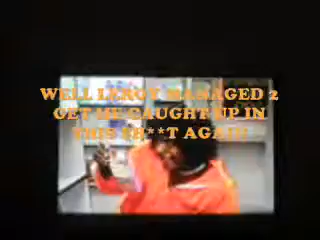 WELL LEROY MANAGED 2
GET ME CAUGHT UP IN
THIS SH**T AGAIN